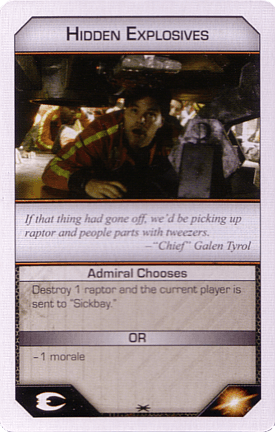 HIDDEN EXPLOSIVES
If that thing had gone off, we'd be picking up
raptor and people parts with tweezers.
–"Chief" Galen Tyrol
Admiral Chooses
Destroy 1 raptor and the current player is
sent to "Sickbay."
OR
-1 morale